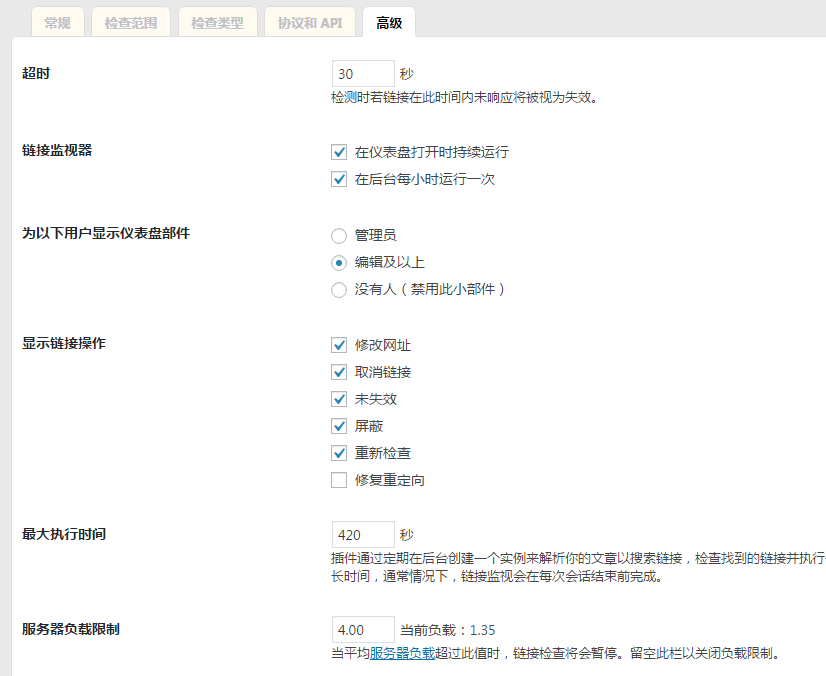 常规 检查范围 检查类型 协议和 API 高级
超时 30 秒
检测时若链接在此时间内未响应将被视为失效。
链接监视器 在仪表盘打开时持续运行
在后台每小时运行一次
为以下用户显示仪表盘部件 管理员
编辑及以上
没有人（禁用此小部件）
显示链接操作 修改网址
取消链接
未失效
屏蔽
重新检查
修复重定向
最大执行时间 420 秒
插件通过定期在后台创建一个实例来解析你的文章以搜索链接，检查找到的链接并执行
长时间，通常情况下，链接监视会在每次会话结束前完成。
服务器负载限制 4.00 当前负载：1.35
当平均服务器负载超过此值时，链接检查将会暂停。留空此栏以关闭负载限制。